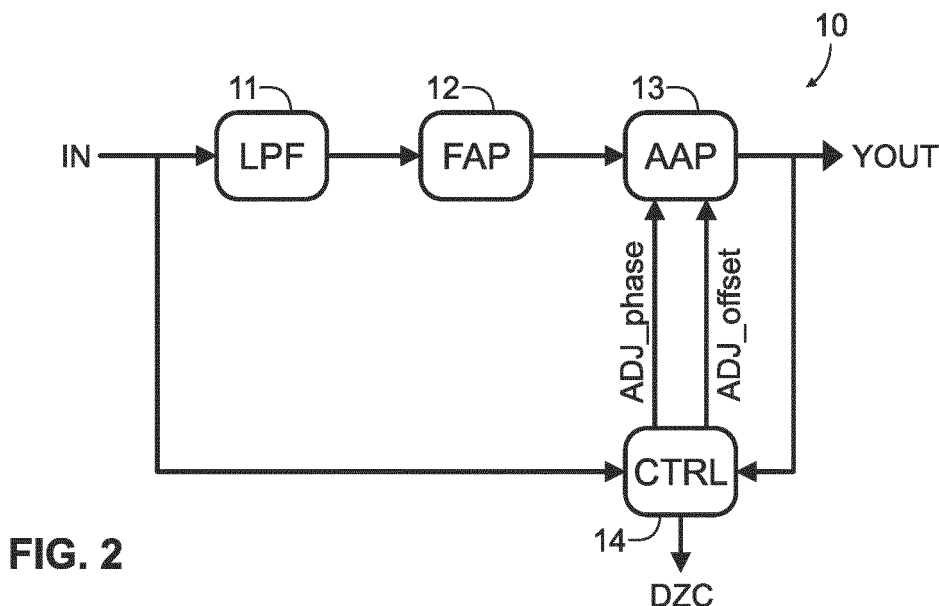 10
11
12
13
IN
LPF
FAP
AAP
YOUT
ADJ_phase
ADJ_offset
CTRL
14
DZC
FIG. 2